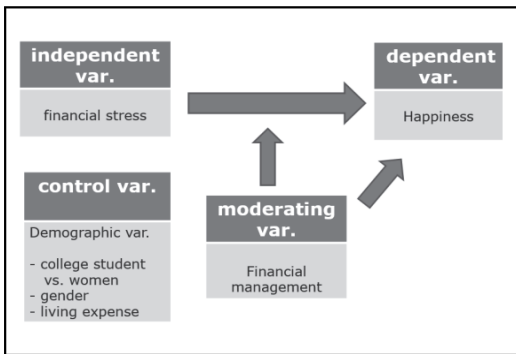 independent
var.
financial stress
dependent
var.
Happiness
control var.
Demographic var.
- college student
vs. women
- gender
- living expense
moderating
var.
Financial
management